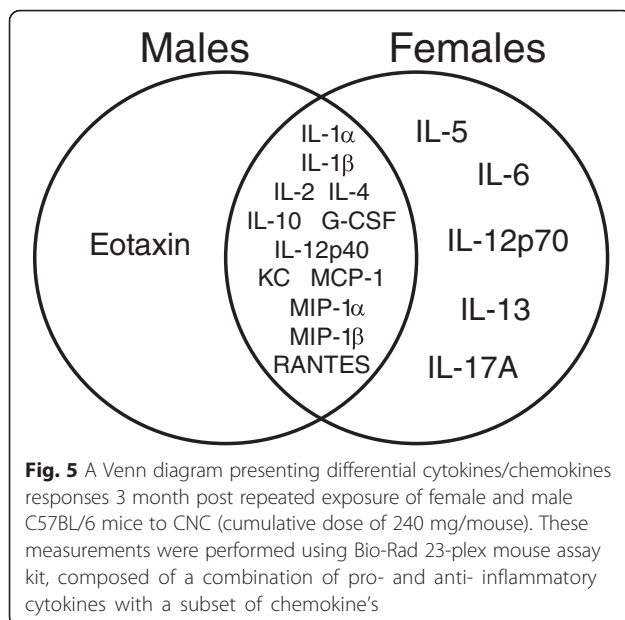 Males Females
IL-1α
IL-1β
IL-2 IL-4
IL-10 G-CSF
IL-12p40
KC MCP-1
MIP-1α
MIP-1β
RANTES
Eotaxin
IL-5
IL-6
IL-12p70
IL-13
IL-17A
Fig. 5 A Venn diagram presenting differential cytokines/chemokines
responses 3 month post repeated exposure of female and male
C57BL/6 mice to CNC (cumulative dose of 240 mg/mouse). These
measurements were performed using Bio-Rad 23-plex mouse assay
kit, composed of a combination of pro- and anti- inflammatory
cytokines with a subset of chemokine's